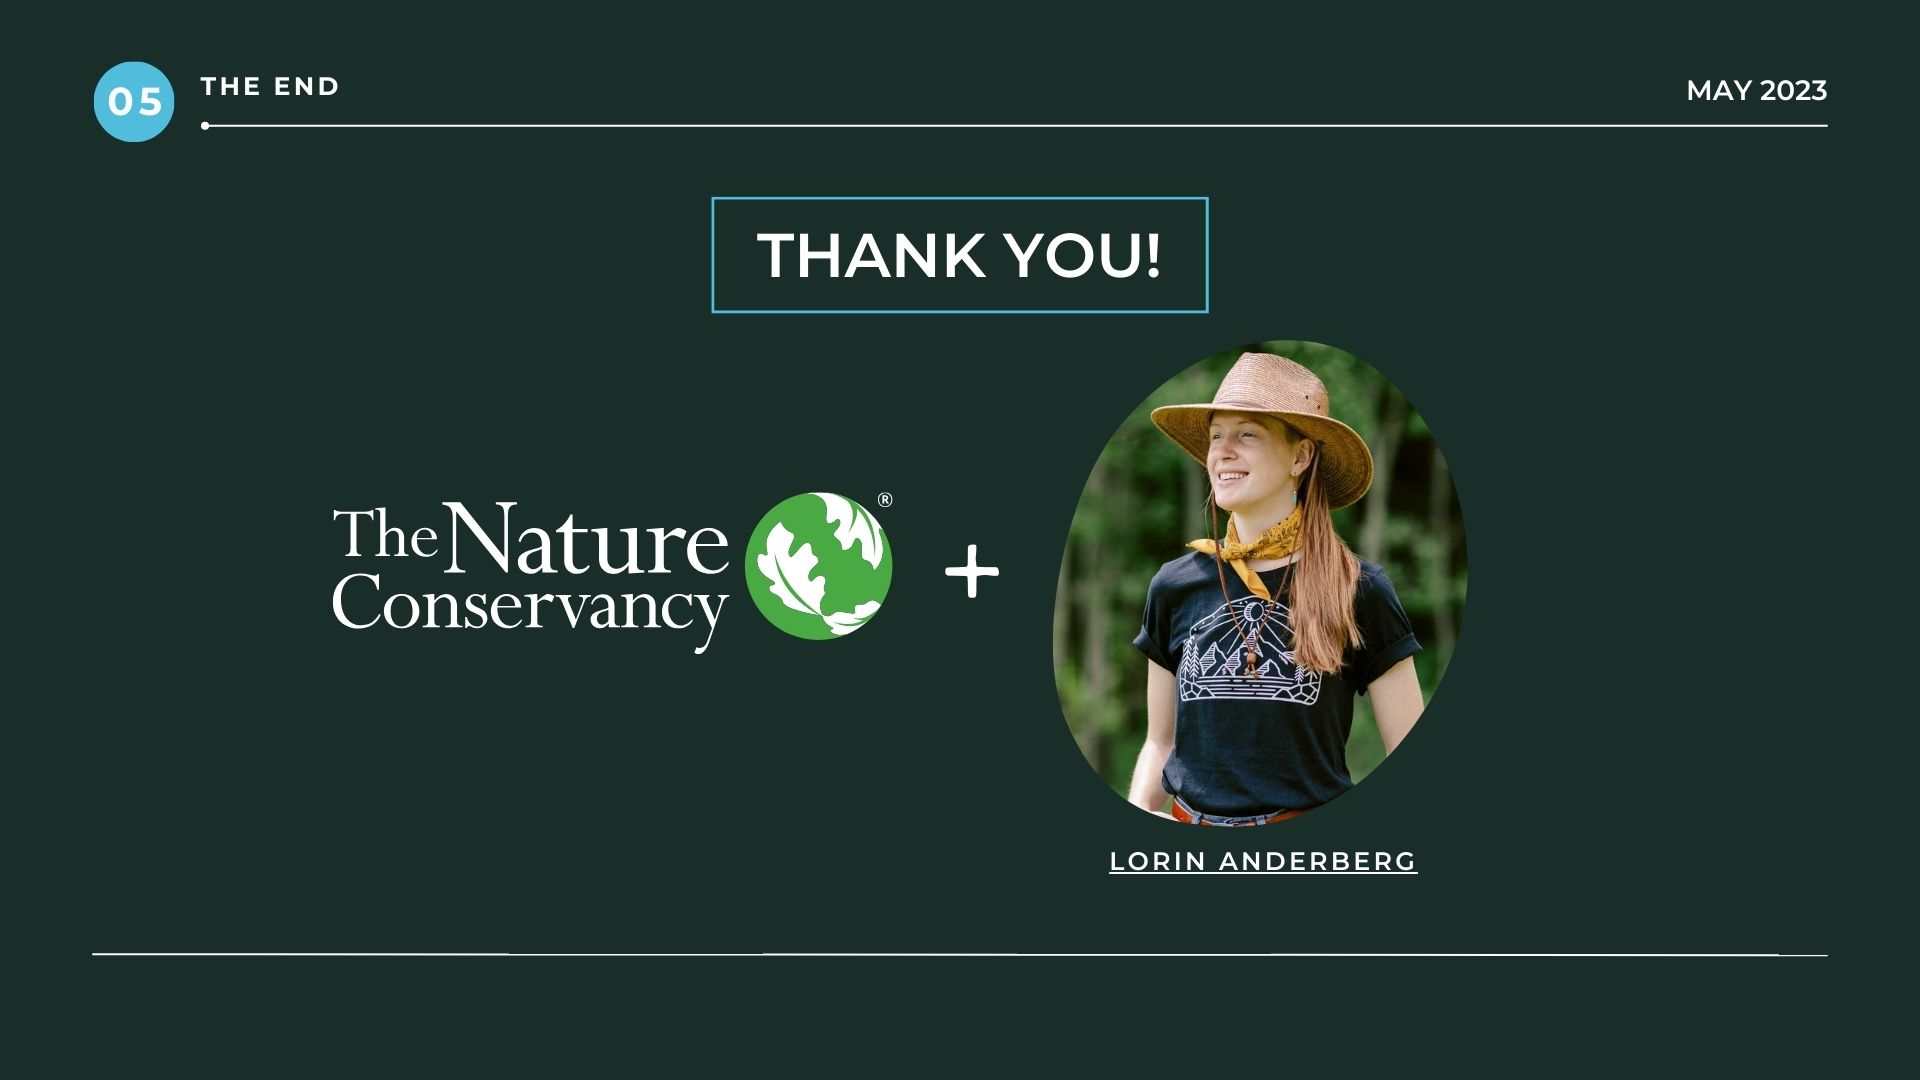 05
THE END
MAY 2023
THANK YOU!
The Nature
Conservancy
®
+
LORIN ANDERBERG